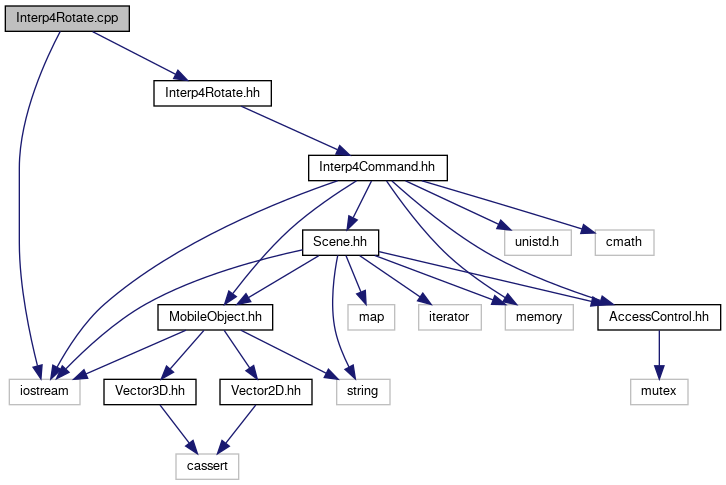 Interp4Rotate.cpp
Interp4Rotate.hh
Interp4Command.hh
Scene.hh
unistd.h
cmath
MobileObject.hh
map
iterator
memory
AccessControl.hh
iostream
Vector3D.hh
Vector2D.hh
string
mutex
cassert